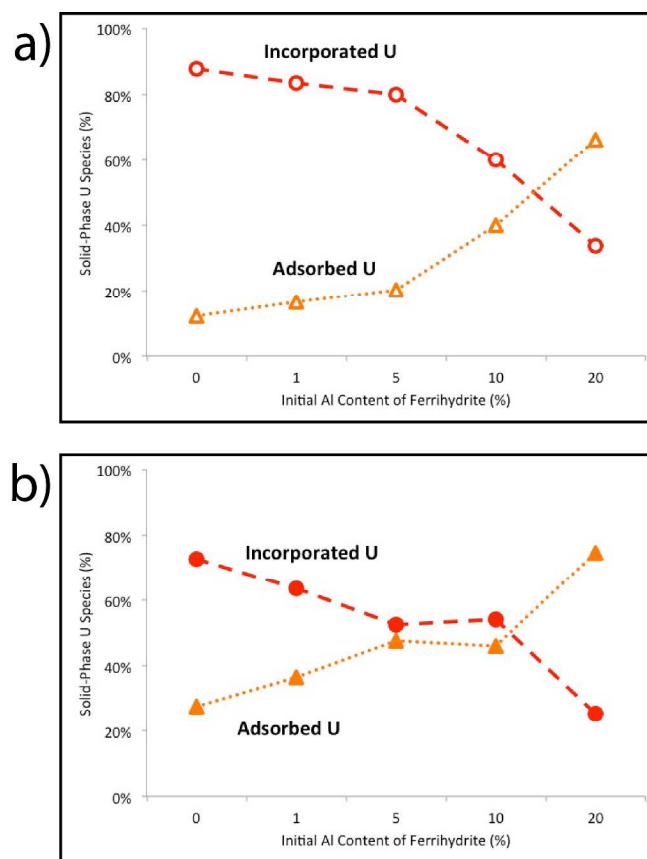 a)
100%
Incorporated U
80%
60%
40%
Adsorbed U
20%
0%
Solid-Phase U Species (%)
0 1 5 10 20
Initial Al Content of Ferrihydrite (%)
b)
100%
80%
Incorporated U
60%
40%
20%
Adsorbed U
0%
Solid-Phase U Species (%)
0 1 5 10 20
Initial Al Content of Ferrihydrite (%)